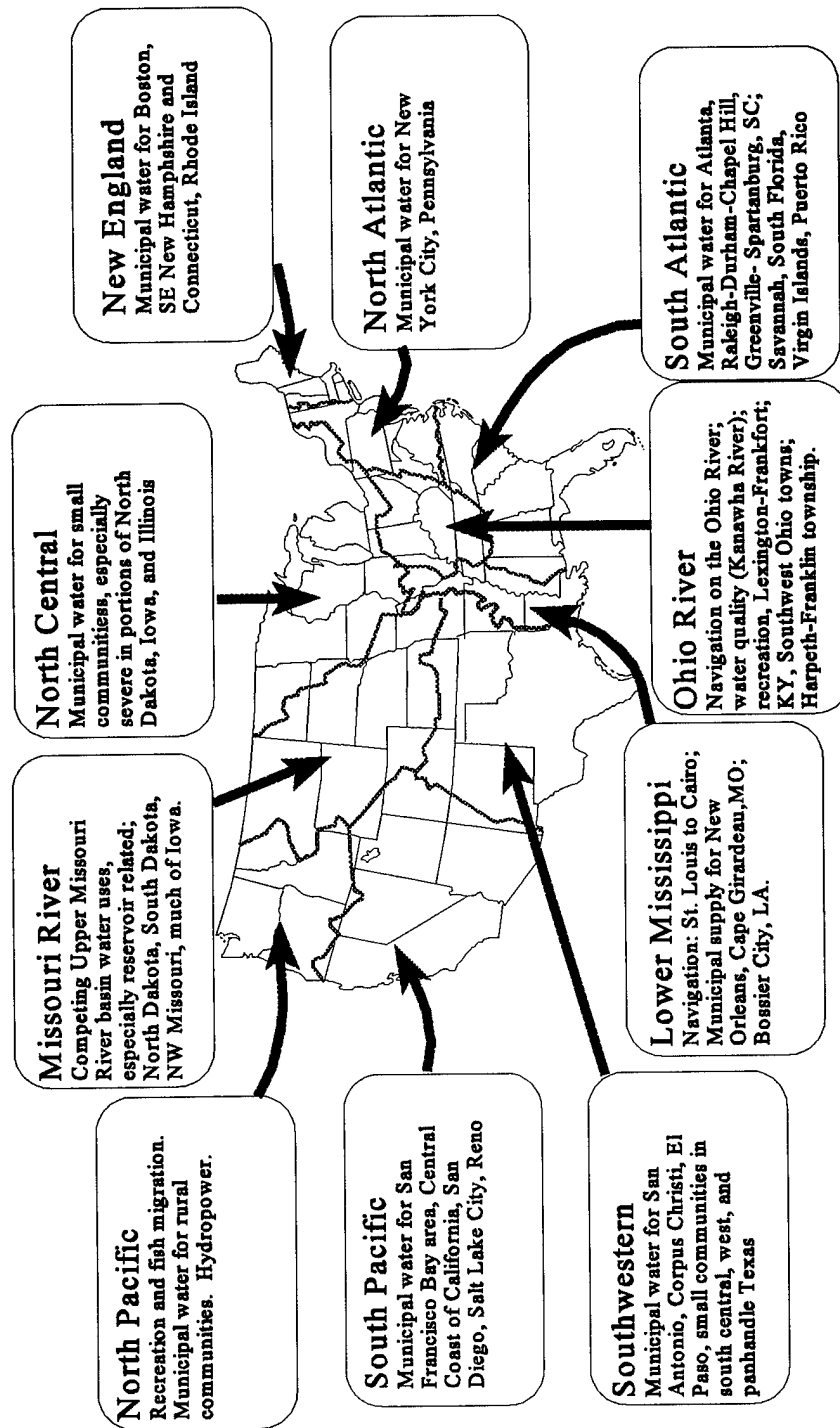 North Pacific
Recreation and fish migration.
Municipal water for rural
communities. Hydropower.
Missouri River
Competing Upper Missouri
River basin water uses,
especially reservoir related;
North Dakota, South Dakota,
NW Missouri, much of Iowa.
North Central
Municipal water for small
communitiess, especially
severe in portions of North
Dakota, Iowa, and Illinois
New England
Municipal water for Boston,
SE New Hamphshire and
Connecticut, Rhode Island
South Pacific
Municipal water for San
Francisco Bay area, Central
Coast of California, San
Diego, Salt Lake City, Reno
North Atlantic
Municipal water for New
York City, Pennsylvania
Southwestern
Municipal water for San
Antonio, Corpus Christi, El
Paso, small communities in
south central, west, and
panhandle Texas
Lower Mississippi
Navigation: St. Louis to Cairo;
Municipal supply for New
Orleans, Cape Girardeau,MO;
Bossier City, LA.
Ohio River
Navigation on the Ohio River;
water quality (Kanawha River);
recreation, Lexington-Frankfort;
KY, Southwest Ohio towns;
Harpeth-Franklin township.
South Atlantic
Municipal water for Atlanta,
Raleigh-Durham-Chapel Hill,
Greenville- Spartanburg, SC;
Savannah, South Florida,
Virgin Islands, Puerto Rico